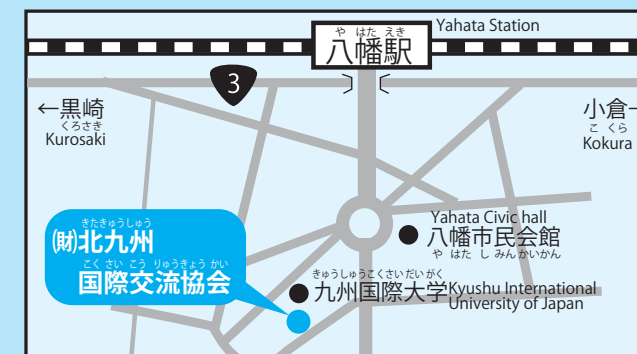 や はた えき
八幡駅
Yahata Station
3
←黒崎
くろさき
Kurosaki
小倉→
こ くら
Kokura
きたきゅうしゅう
(財)北九州
こく さい こう りゅうきょう かい
国際交流協会
Yahata Civic hall
八幡市民会館
や はた し みんかいかん
きゅうしゅうこくさいだいがく
九州国際大学
Kyushu International
University of Japan